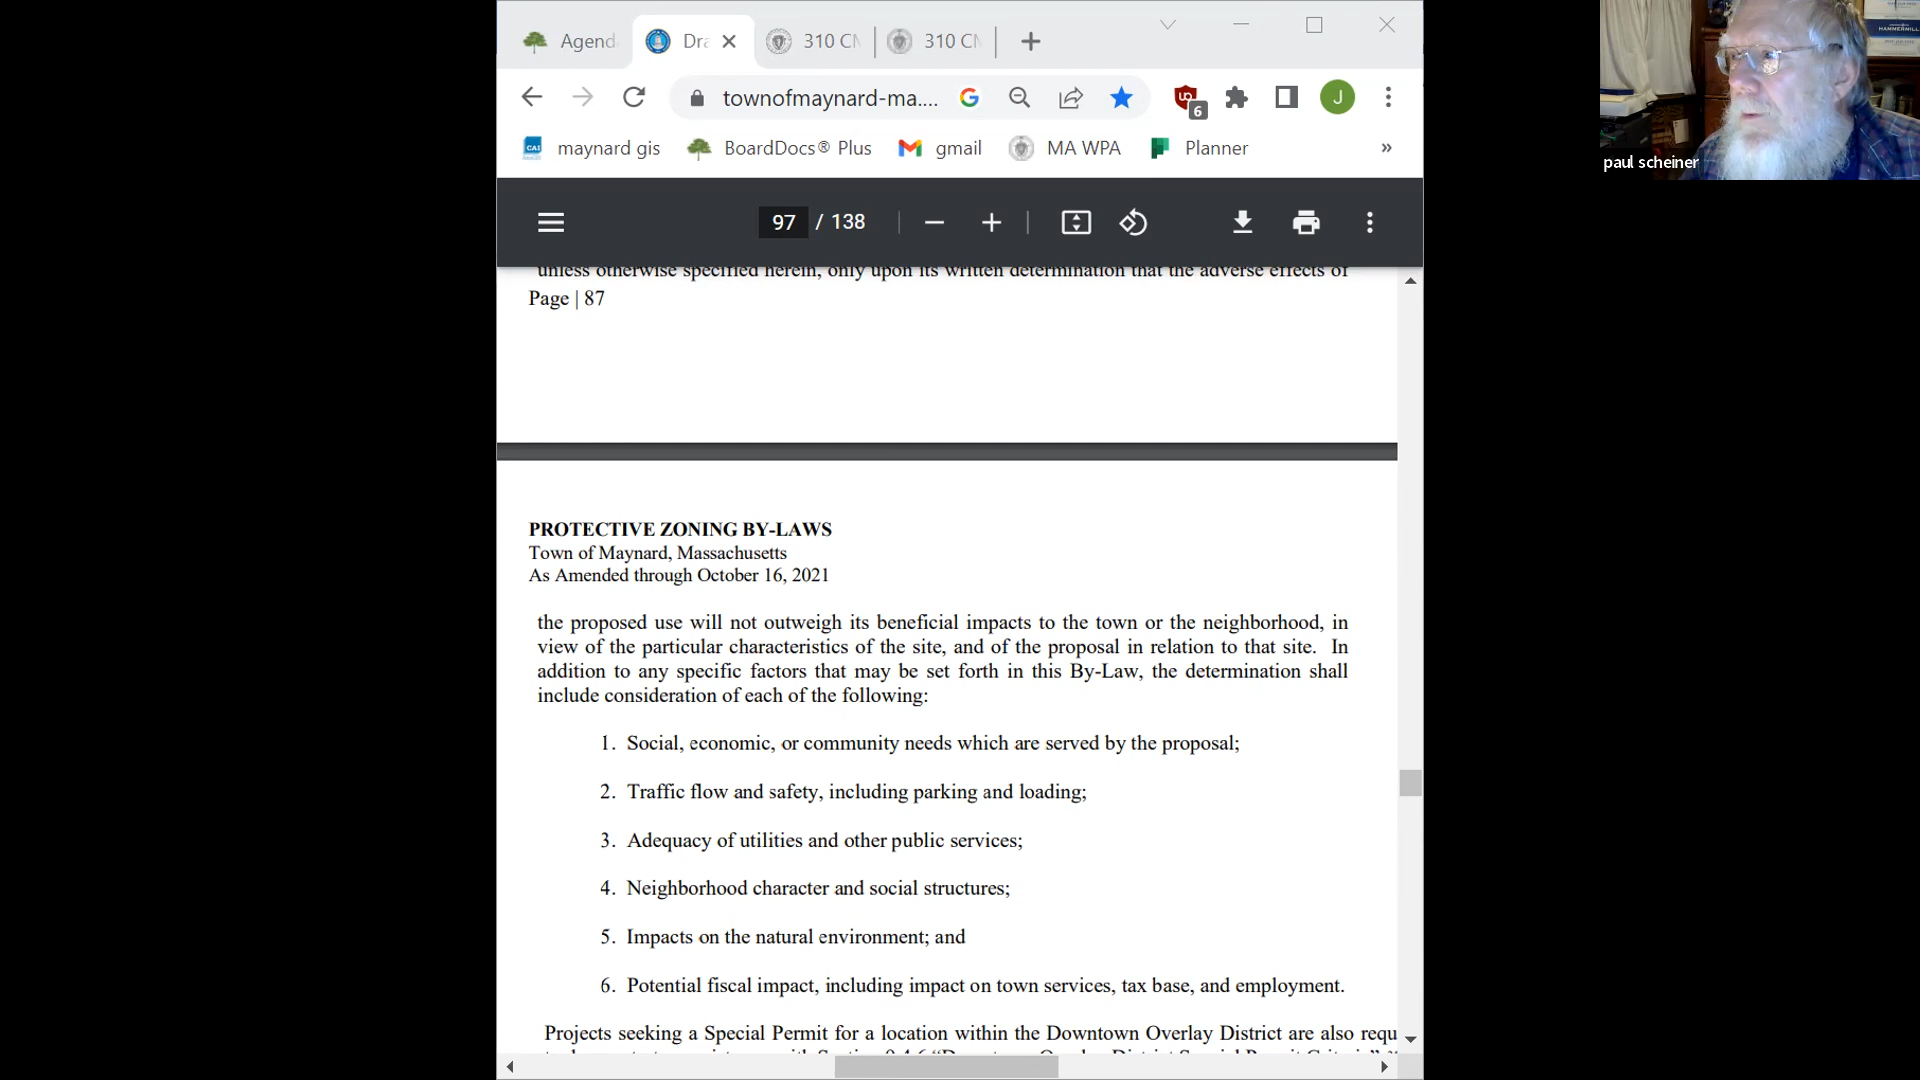 Agend
Dra
310 CM
310 CM
townofmaynard-ma....
6
J
maynard gis
BoardDocs® Plus
gmail
MA WPA
Planner
»
97 / 138
unless otherwise specified herein, only upon its written determination that the adverse effects of
Page | 87
PROTECTIVE ZONING BY-LAWS
Town of Maynard, Massachusetts
As Amended through October 16, 2021
the proposed use will not outweigh its beneficial impacts to the town or the neighborhood, in
view of the particular characteristics of the site, and of the proposal in relation to that site. In
addition to any specific factors that may be set forth in this By-Law, the determination shall
include consideration of each of the following:
1. Social, economic, or community needs which are served by the proposal;
2. Traffic flow and safety, including parking and loading;
3. Adequacy of utilities and other public services;
4. Neighborhood character and social structures;
5. Impacts on the natural environment; and
6. Potential fiscal impact, including impact on town services, tax base, and employment.
Projects seeking a Special Permit for a location within the Downtown Overlay District are also requ
HAMMERMILL
paul scheiner